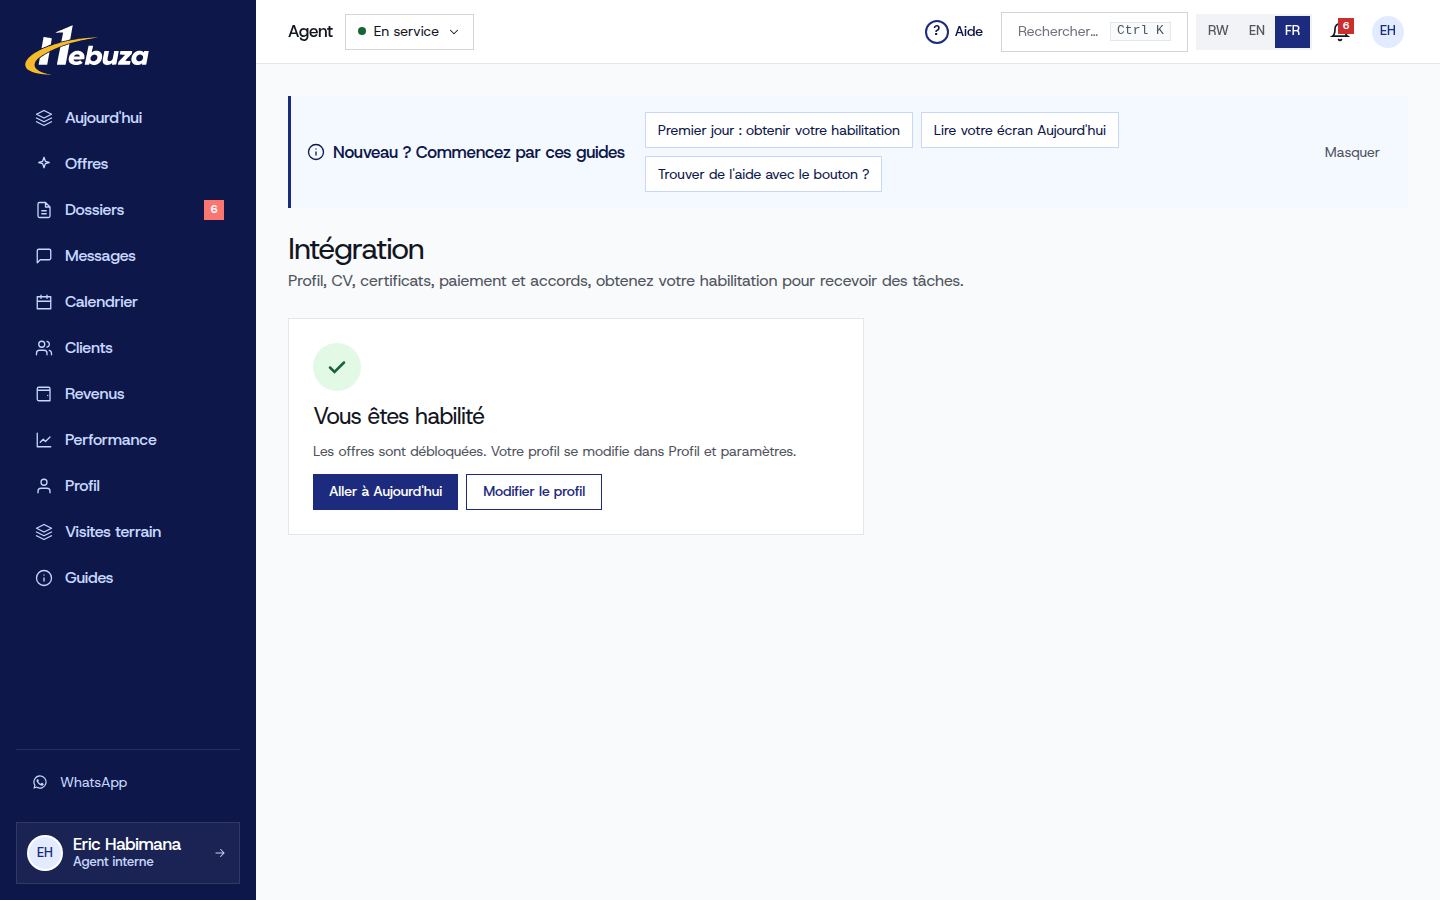 Hebuza
Agent
En service
? Aide
Rechercher...
Ctrl K
RW
EN
FR
6
EH
Aujourd'hui
Offres
Dossiers
6
Messages
Calendrier
Clients
Revenus
Performance
Profil
Visites terrain
Guides
WhatsApp
EH
Eric Habimana
Agent interne
Nouveau ? Commencez par ces guides
Premier jour : obtenir votre habilitation
Lire votre écran Aujourd'hui
Trouver de l'aide avec le bouton ?
Masquer
Intégration
Profil, CV, certificats, paiement et accords, obtenez votre habilitation pour recevoir des tâches.
Vous êtes habilité
Les offres sont débloquées. Votre profil se modifie dans Profil et paramètres.
Aller à Aujourd'hui
Modifier le profil